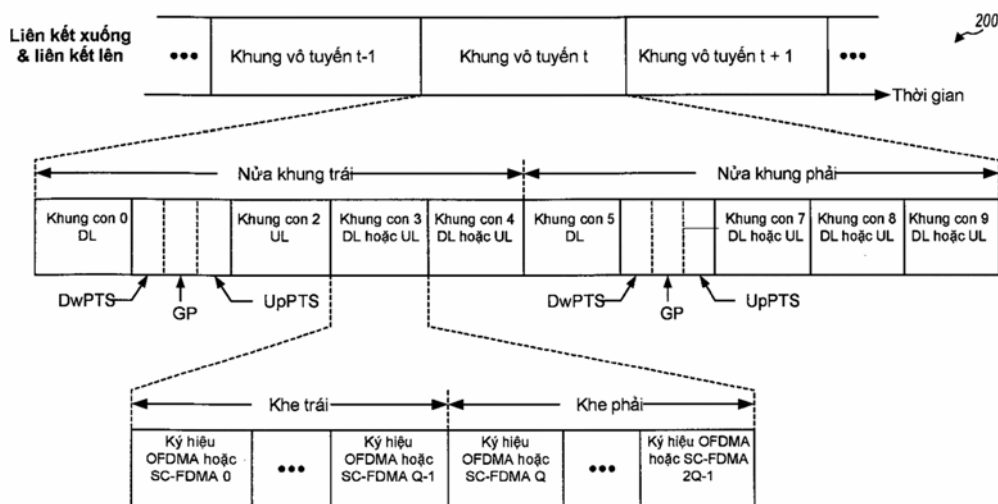 200
Liên kết xuống
& liên kết lên
••• Khung vô tuyến t-1 Khung vô tuyến t Khung vô tuyến t + 1 •••
Thời gian
Nửa khung trái Nửa khung phải
Khung con 0
DL
Khung con 2
UL
Khung con 3
DL hoặc UL
Khung con 4
DL hoặc UL
Khung con 5
DL
Khung con 7
DL hoặc UL
Khung con 8
DL hoặc UL
Khung con 9
DL hoặc UL
DwPTS
GP
UpPTS
DwPTS
GP
UpPTS
Khe trái Khe phải
Ký hiệu
OFDMA hoặc
SC-FDMA 0
•••
Ký hiệu
OFDMA hoặc
SC-FDMA Q-1
Ký hiệu
OFDMA hoặc
SC-FDMA Q
•••
Ký hiệu OFDMA
hoặc SC-FDMA
2Q-1